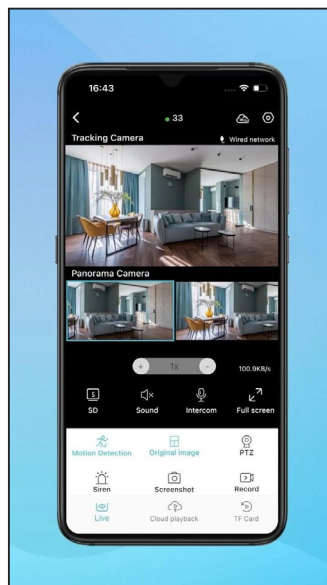 16:43
33
Tracking Camera
Wired network
Panorama Camera
+ 1x - 100.9KB/s
SD Sound Intercom Full screen
Motion Detection Original image PTZ
Siren Screenshot Record
Live Cloud playback TF Card